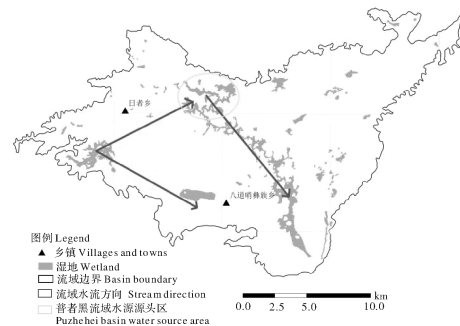 日者乡
八道哨彝族乡
图例 Legend
乡镇 Villages and towns
湿地 Wetland
流域边界 Basin boundary
流域水流方向 Stream direction
普者黑流域水源源头区
Puzhehei basin water source area
0.0 2.5 5.0 10.0
km